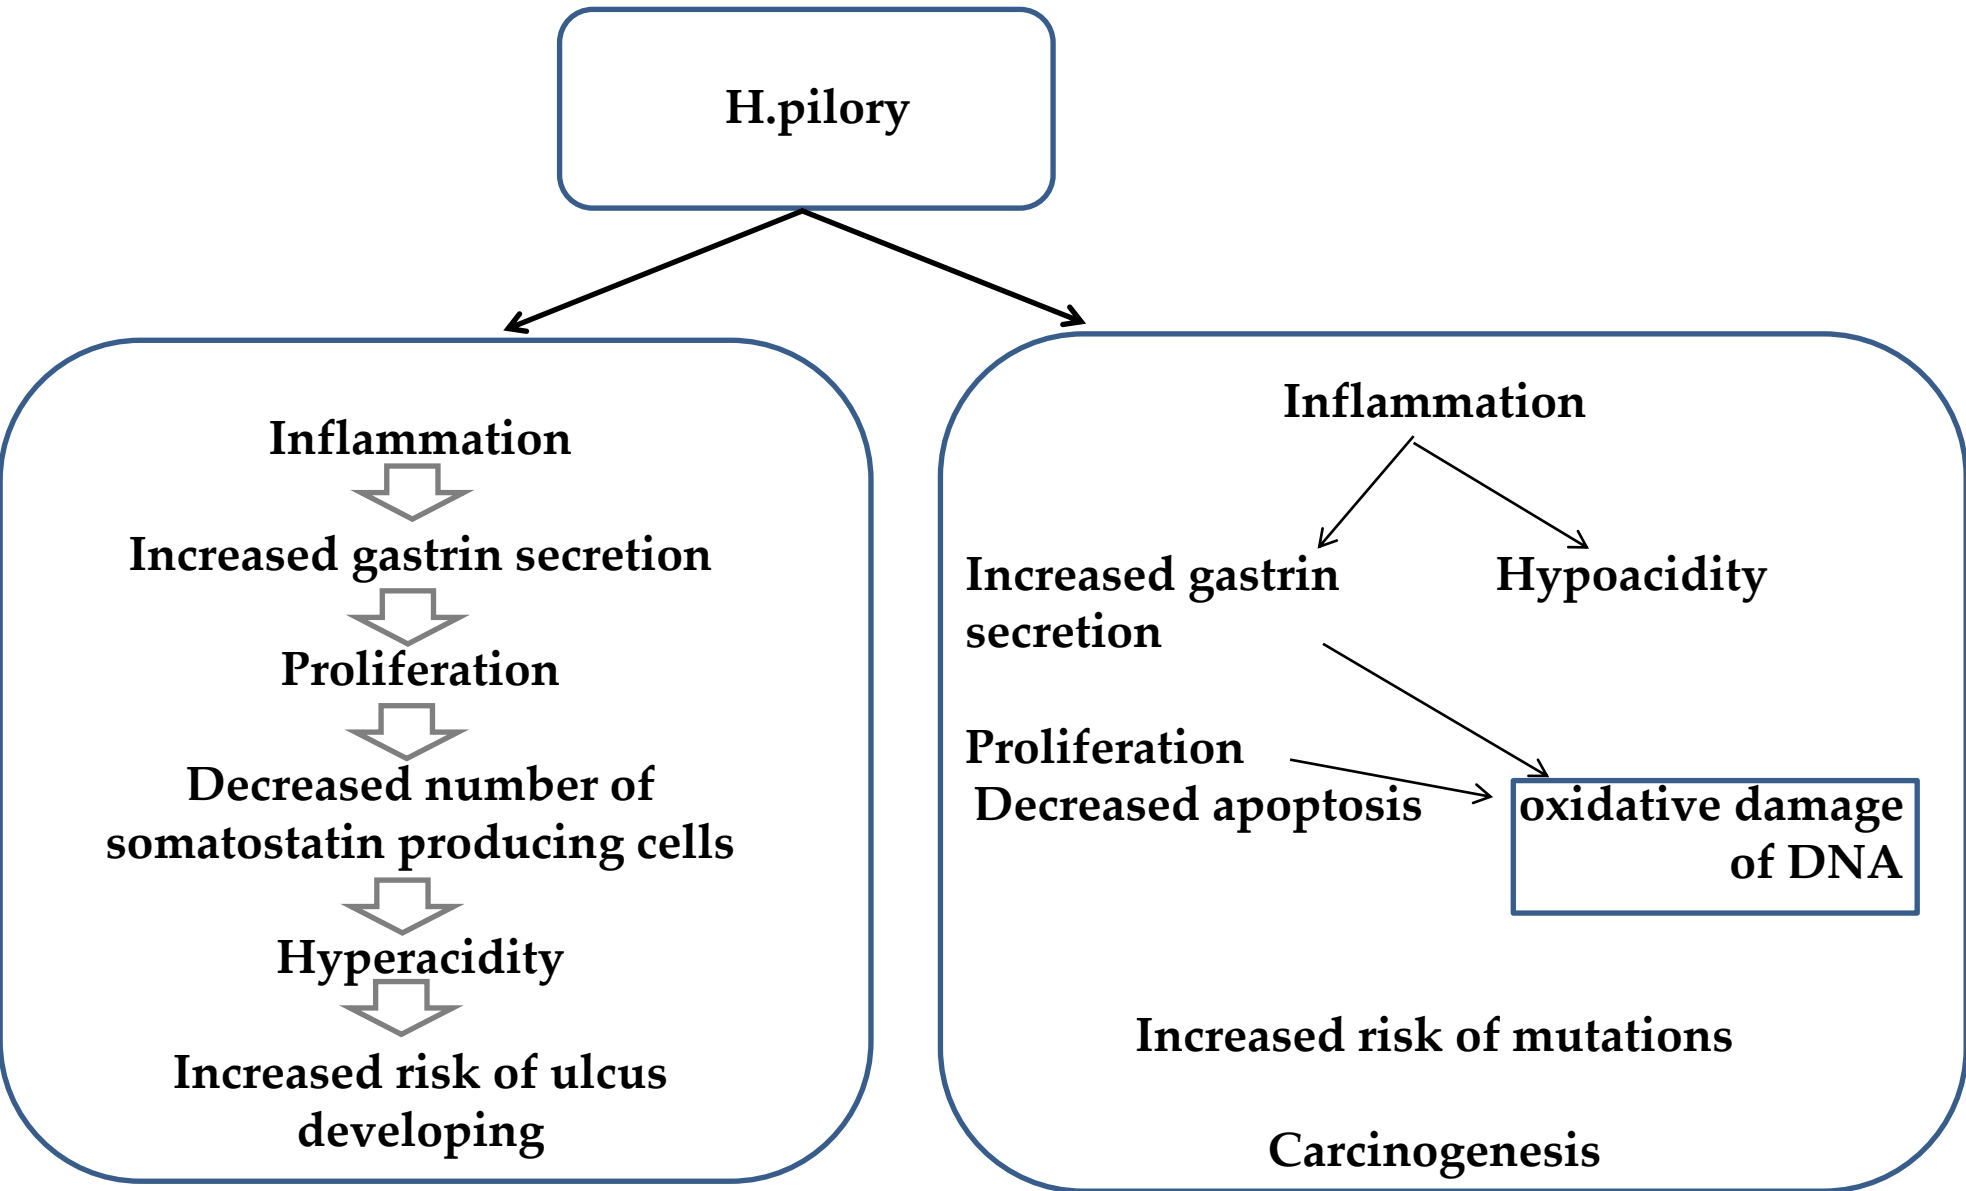 H.pilory
Inflammation
Increased gastrin secretion
Proliferation
Decreased number of
somatostatin producing cells
Hyperacidity
Increased risk of ulcus
developing
Inflammation
Increased gastrin
secretion
Hypoacidity
Proliferation
Decreased apoptosis
oxidative damage
of DNA
Increased risk of mutations
Carcinogenesis